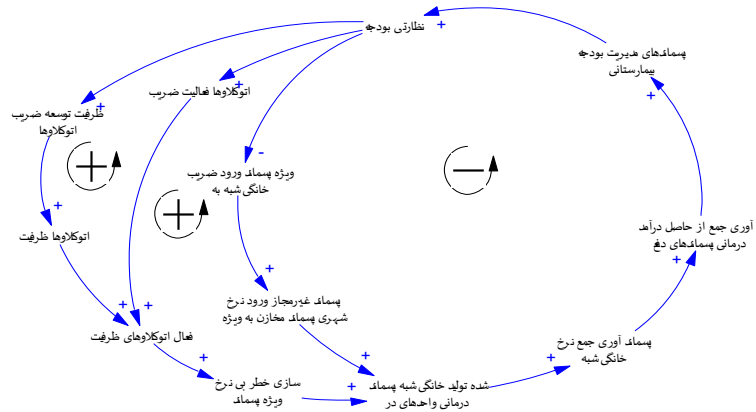 نظارتی بودجه
پسماندهای مدیریت بودجه
بیمارستانی
اتوکلاوها فعالیت ضریب
ظرفیت توسعه ضریب
اتوکلاوها
ویژه پسماند ورود ضریب
خانگی شبه به
آوری جمع از حاصل درآمد
درمانی پسماندهای دفع
اتوکلاوها ظرفیت
پسماند غیرمجاز ورود نرخ
شهری پسماند مخازن به ویژه
فعال اتوکلاوهای ظرفیت
پسماند آوری جمع نرخ
خانگی شبه
سازی خطر بی نرخ
ویژه پسماند
شده تولید خانگی شبه پسماند
درمانی واحدهای در